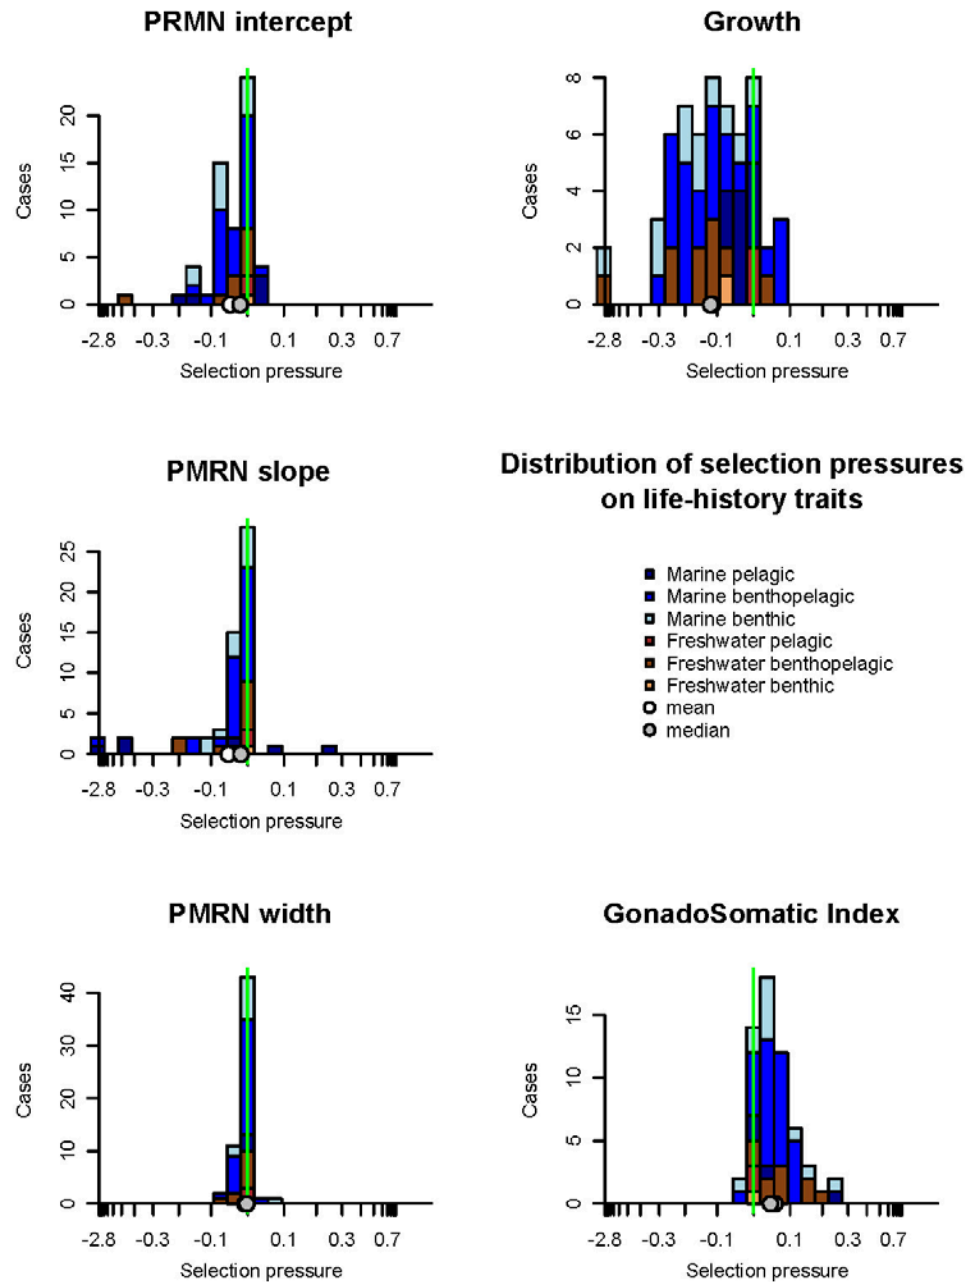 PRMN intercept
Cases
0
5
10
15
20
-2.8 -0.3 -0.1 0.1 0.3 0.7
Selection pressure
Growth
Cases
0
2
4
6
8
-2.8 -0.3 -0.1 0.1 0.3 0.7
Selection pressure
PMRN slope
Cases
0
5
10
15
20
25
-2.8 -0.3 -0.1 0.1 0.3 0.7
Selection pressure
Distribution of selection pressures
on life-history traits
Marine pelagic
Marine benthopelagic
Marine benthic
Freshwater pelagic
Freshwater benthopelagic
Freshwater benthic
mean
median
PMRN width
Cases
0
10
20
30
40
-2.8 -0.3 -0.1 0.1 0.3 0.7
Selection pressure
GonadoSomatic Index
Cases
0
5
10
15
-2.8 -0.3 -0.1 0.1 0.3 0.7
Selection pressure